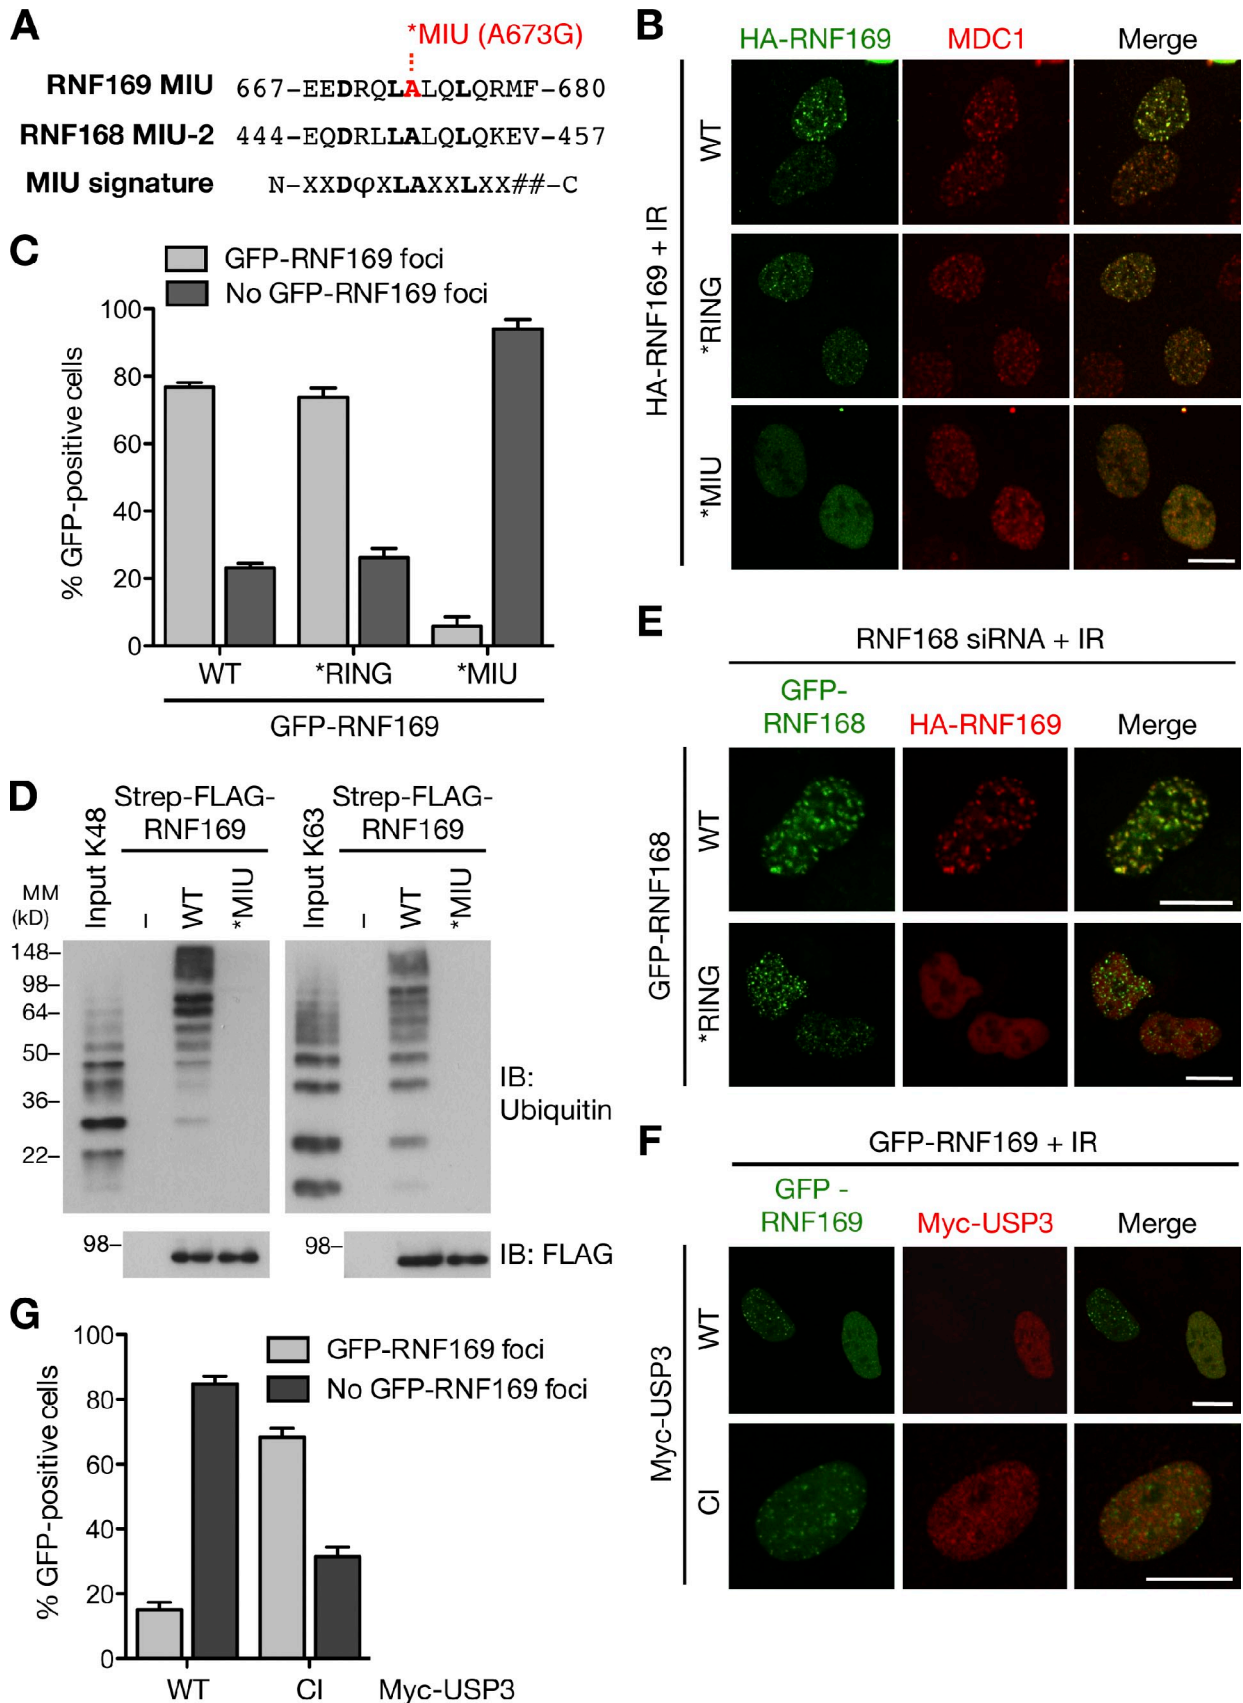 A
*MIU (A673G)
RNF169 MIU 667-EEDRQLALQLQRMF-680
RNF168 MIU-2 444-EQDRLLALQLQKEV-457
MIU signature N-XXDφXLAXXLXX##-C
B
HA-RNF169 MDC1 Merge
HA-RNF169 + IR
WT
*RING
*MIU
C
GFP-RNF169 foci
No GFP-RNF169 foci
% GFP-positive cells
100
80
60
40
20
0
WT *RING *MIU
GFP-RNF169
D
Strep-FLAG-
RNF169
Strep-FLAG-
RNF169
MM
(kD)
Input K48 – WT *MIU
Input K63 – WT *MIU
148–
98–
64–
50–
36–
22–
IB:
Ubiquitin
98–
98–
IB: FLAG
E
RNF168 siRNA + IR
GFP-
RNF168 HA-RNF169 Merge
GFP-RNF168
WT
*RING
F
GFP-RNF169 + IR
GFP -
RNF169 Myc-USP3 Merge
Myc-USP3
WT
CI
G
GFP-RNF169 foci
No GFP-RNF169 foci
% GFP-positive cells
100
80
60
40
20
0
WT CI Myc-USP3